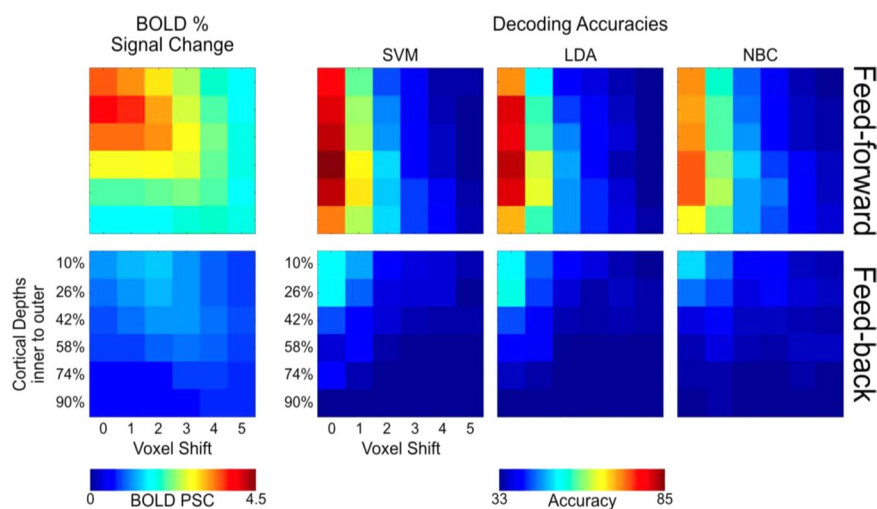 BOLD %
Signal Change
Decoding Accuracies
SVM
LDA
NBC
Feed-forward
Cortical Depths
inner to outer
10%
26%
42%
58%
74%
90%
10%
26%
42%
58%
74%
90%
Feed-back
0 1 2 3 4 5
Voxel Shift
0 1 2 3 4 5
Voxel Shift
0 BOLD PSC 4.5
33 Accuracy 85